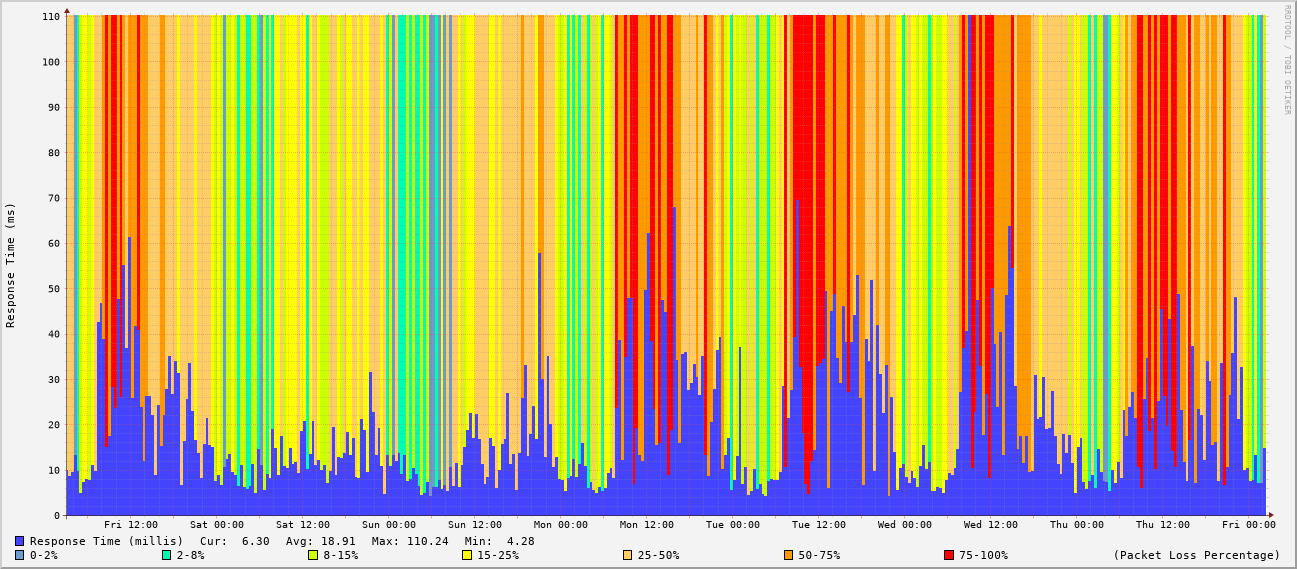 RRDTOOL / TOBI OETIKER
Response Time (ms)
110
100
90
80
70
60
50
40
30
20
10
0
Fri 12:00 Sat 00:00 Sat 12:00 Sun 00:00 Sun 12:00 Mon 00:00 Mon 12:00 Tue 00:00 Tue 12:00 Wed 00:00 Wed 12:00 Thu 00:00 Thu 12:00 Fri 00:00
Response Time (millis) Cur: 6.30 Avg: 18.91 Max: 110.24 Min: 4.28
0-2% 2-8% 8-15% 15-25% 25-50% 50-75% 75-100% (Packet Loss Percentage)